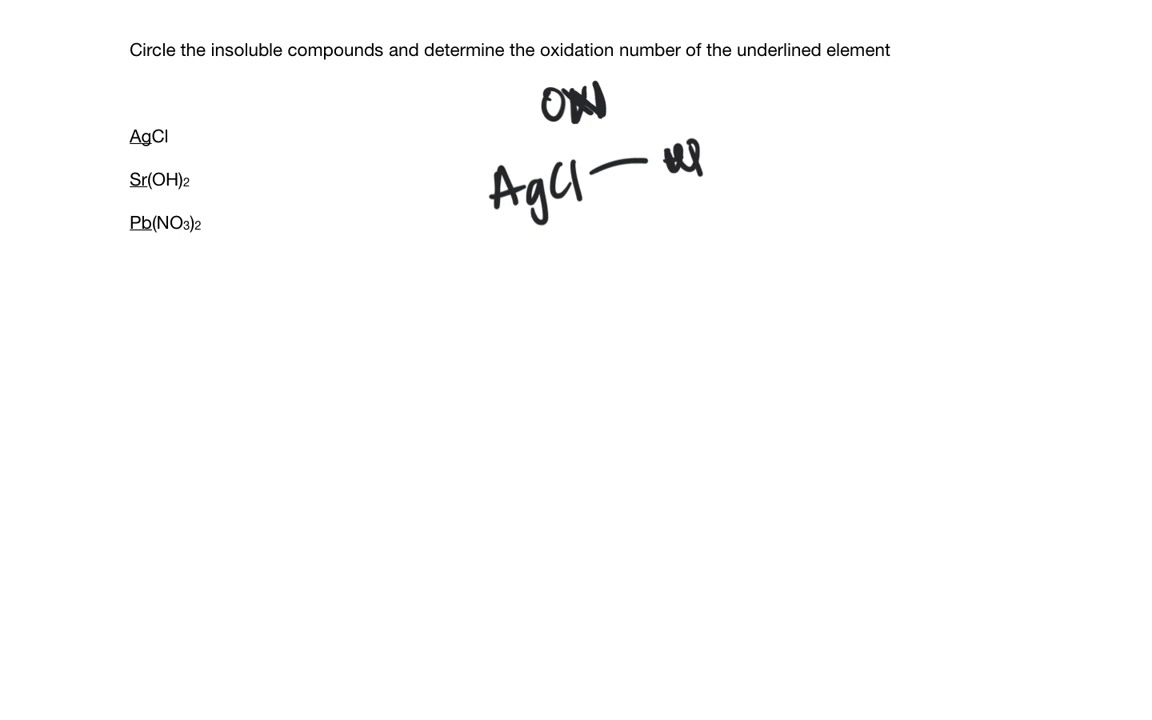 Circle the insoluble compounds and determine the oxidation number of the underlined element
AgCl
Sr(OH)2
Pb(NO3)2
AgCl —